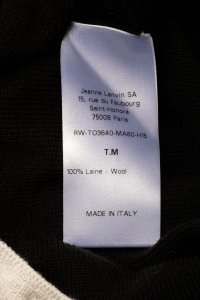 Jeanne Lanvin SA
15, rue du Faubourg
Saint-Honoré
75008 Paris
RW-TO3640-MA60-H15
T.M
100% Laine - Wool
MADE IN ITALY